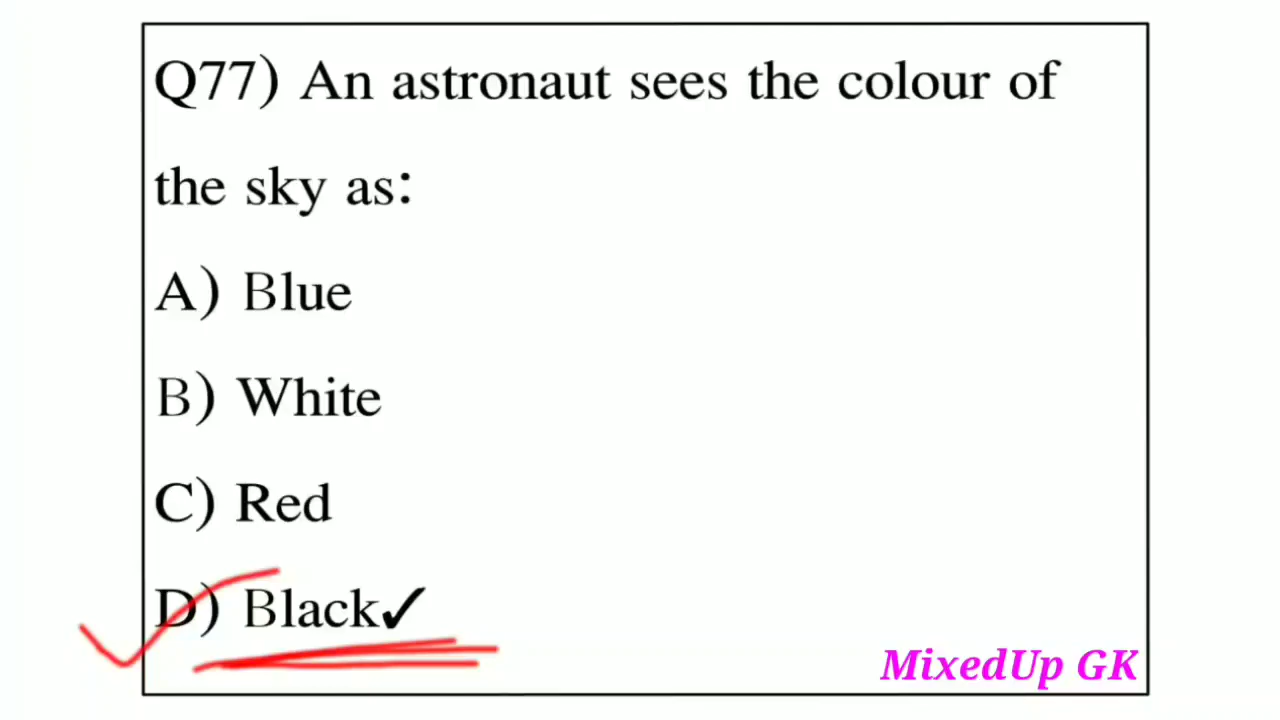 Q77) An astronaut sees the colour of
the sky as:
A) Blue
B) White
C) Red
D) Black✓
MixedUp GK